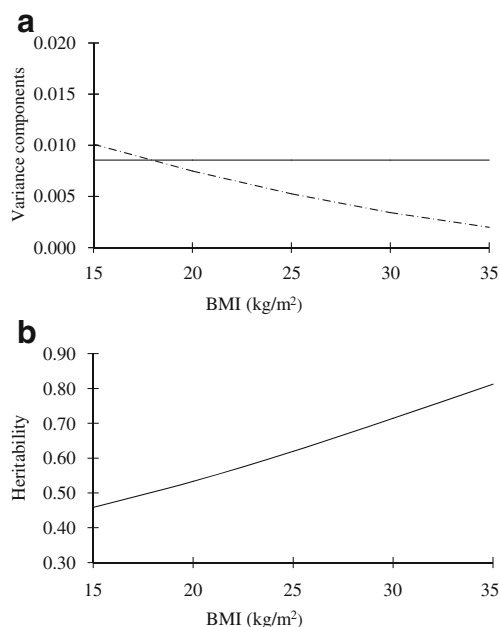 a
0.020
0.015
0.010
0.005
0.000
Variance components
15 20 25 30 35
BMI (kg/m²)
b
0.90
0.80
0.70
0.60
0.50
0.40
0.30
Heritability
15 20 25 30 35
BMI (kg/m²)